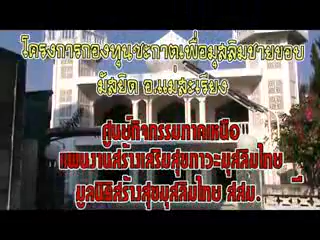 โครงการกองทุนซะกาตเพื่อมุสลิมชายขอบ
มัสยิด อ.แม่สะเรียง
ศูนย์กิจกรรมภาคเหนือ
แผนงานสร้างเสริมสุขภาวะมุสลิมไทย
มูลนิธิสร้างสุขมุสลิมไทย สสม.